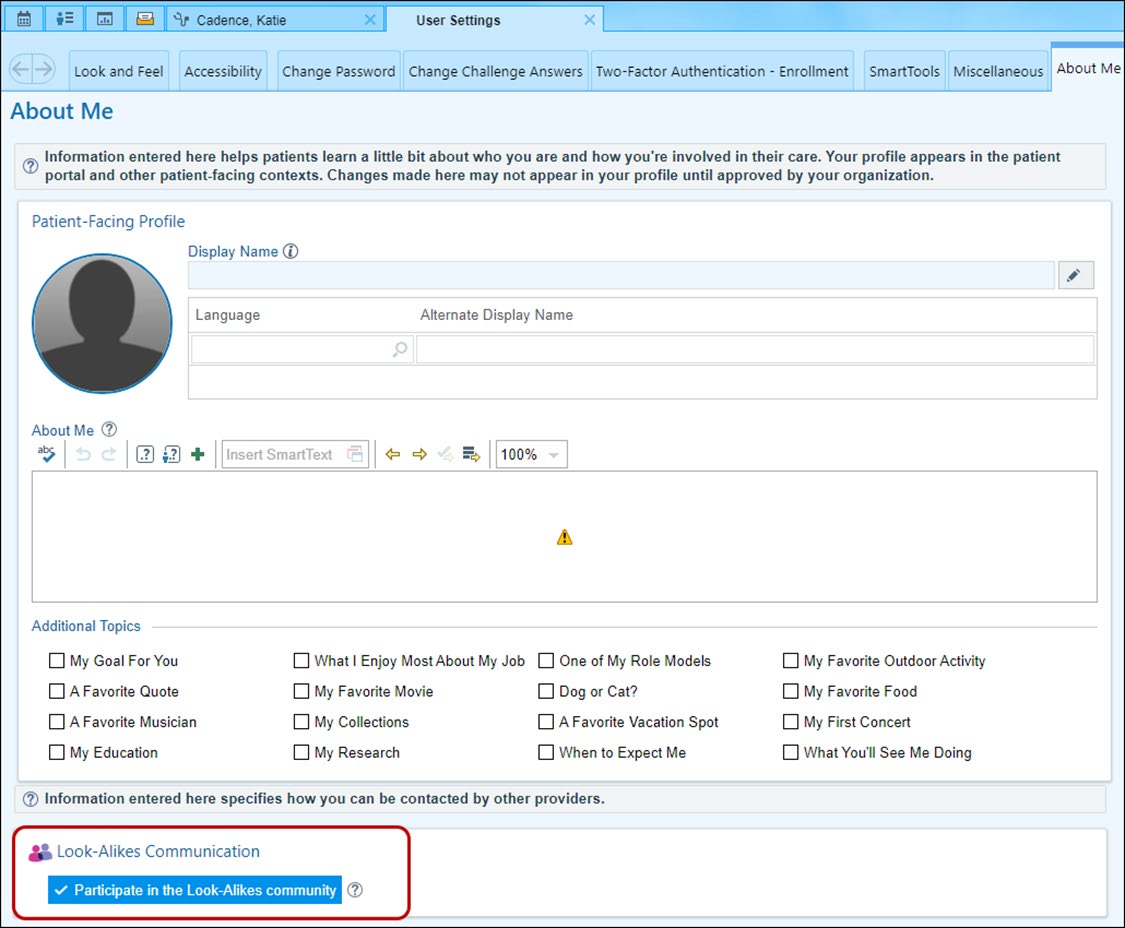 Cadence, Katie
User Settings
Look and Feel
Accessibility
Change Password
Change Challenge Answers
Two-Factor Authentication - Enrollment
SmartTools
Miscellaneous
About Me
About Me
Information entered here helps patients learn a little bit about who you are and how you're involved in their care. Your profile appears in the patient
portal and other patient-facing contexts. Changes made here may not appear in your profile until approved by your organization.
Patient-Facing Profile
Display Name
Language Alternate Display Name
About Me
abc
Insert SmartText
100%
Additional Topics
My Goal For You What I Enjoy Most About My Job One of My Role Models My Favorite Outdoor Activity
A Favorite Quote My Favorite Movie Dog or Cat? My Favorite Food
A Favorite Musician My Collections A Favorite Vacation Spot My First Concert
My Education My Research When to Expect Me What You'll See Me Doing
Information entered here specifies how you can be contacted by other providers.
Look-Alikes Communication
Participate in the Look-Alikes community